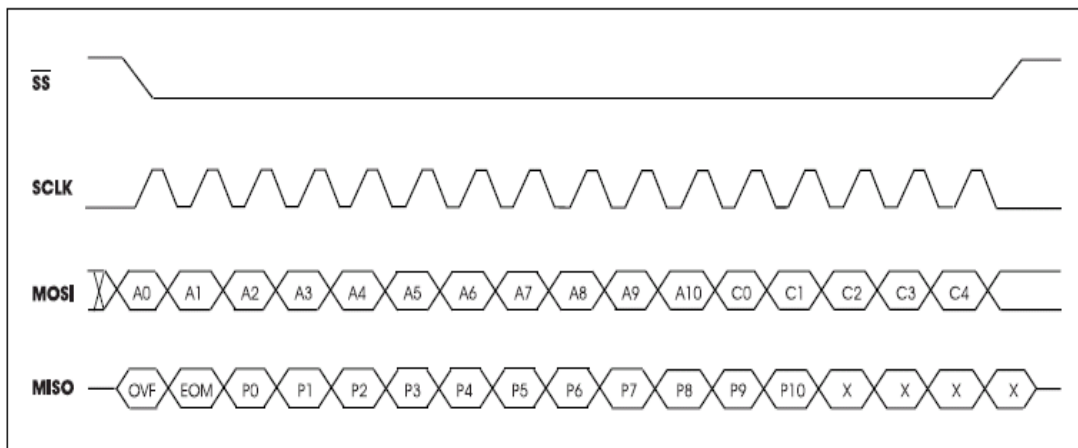 S̅S̅
SCLK
MOSI A0 A1 A2 A3 A4 A5 A6 A7 A8 A9 A10 C0 C1 C2 C3 C4
MISO OVF EOM P0 P1 P2 P3 P4 P5 P6 P7 P8 P9 P10 X X X X